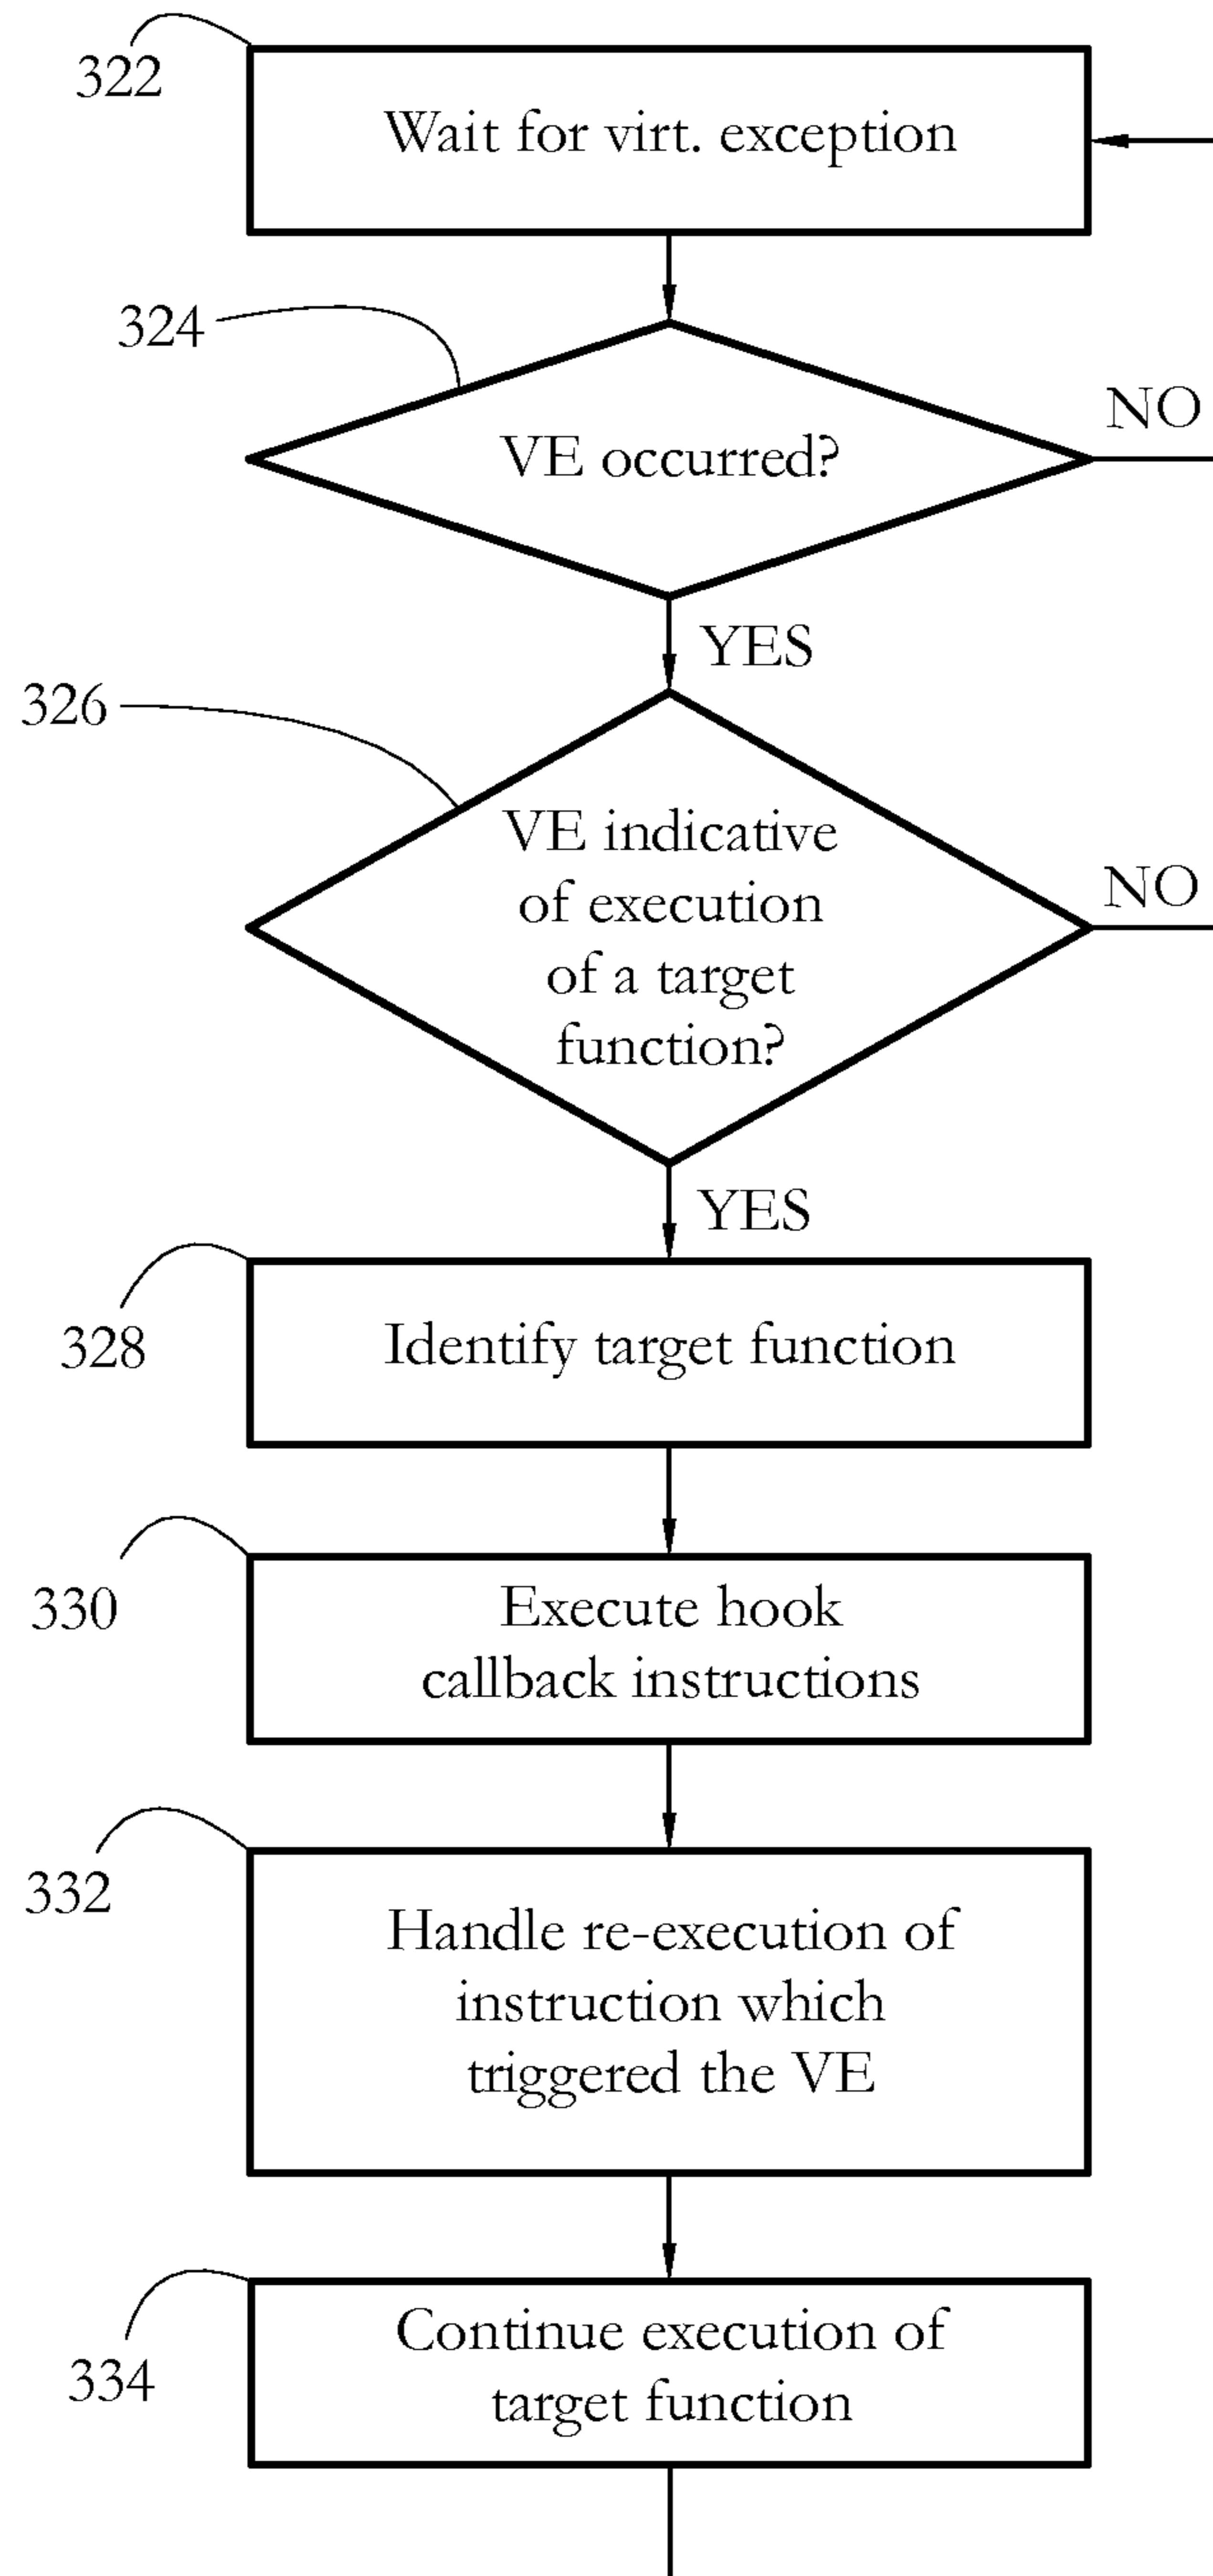 322
Wait for virt. exception
324
VE occurred?
NO
YES
326
VE indicative
of execution
of a target
function?
NO
YES
328
Identify target function
330
Execute hook
callback instructions
332
Handle re-execution of
instruction which
triggered the VE
334
Continue execution of
target function